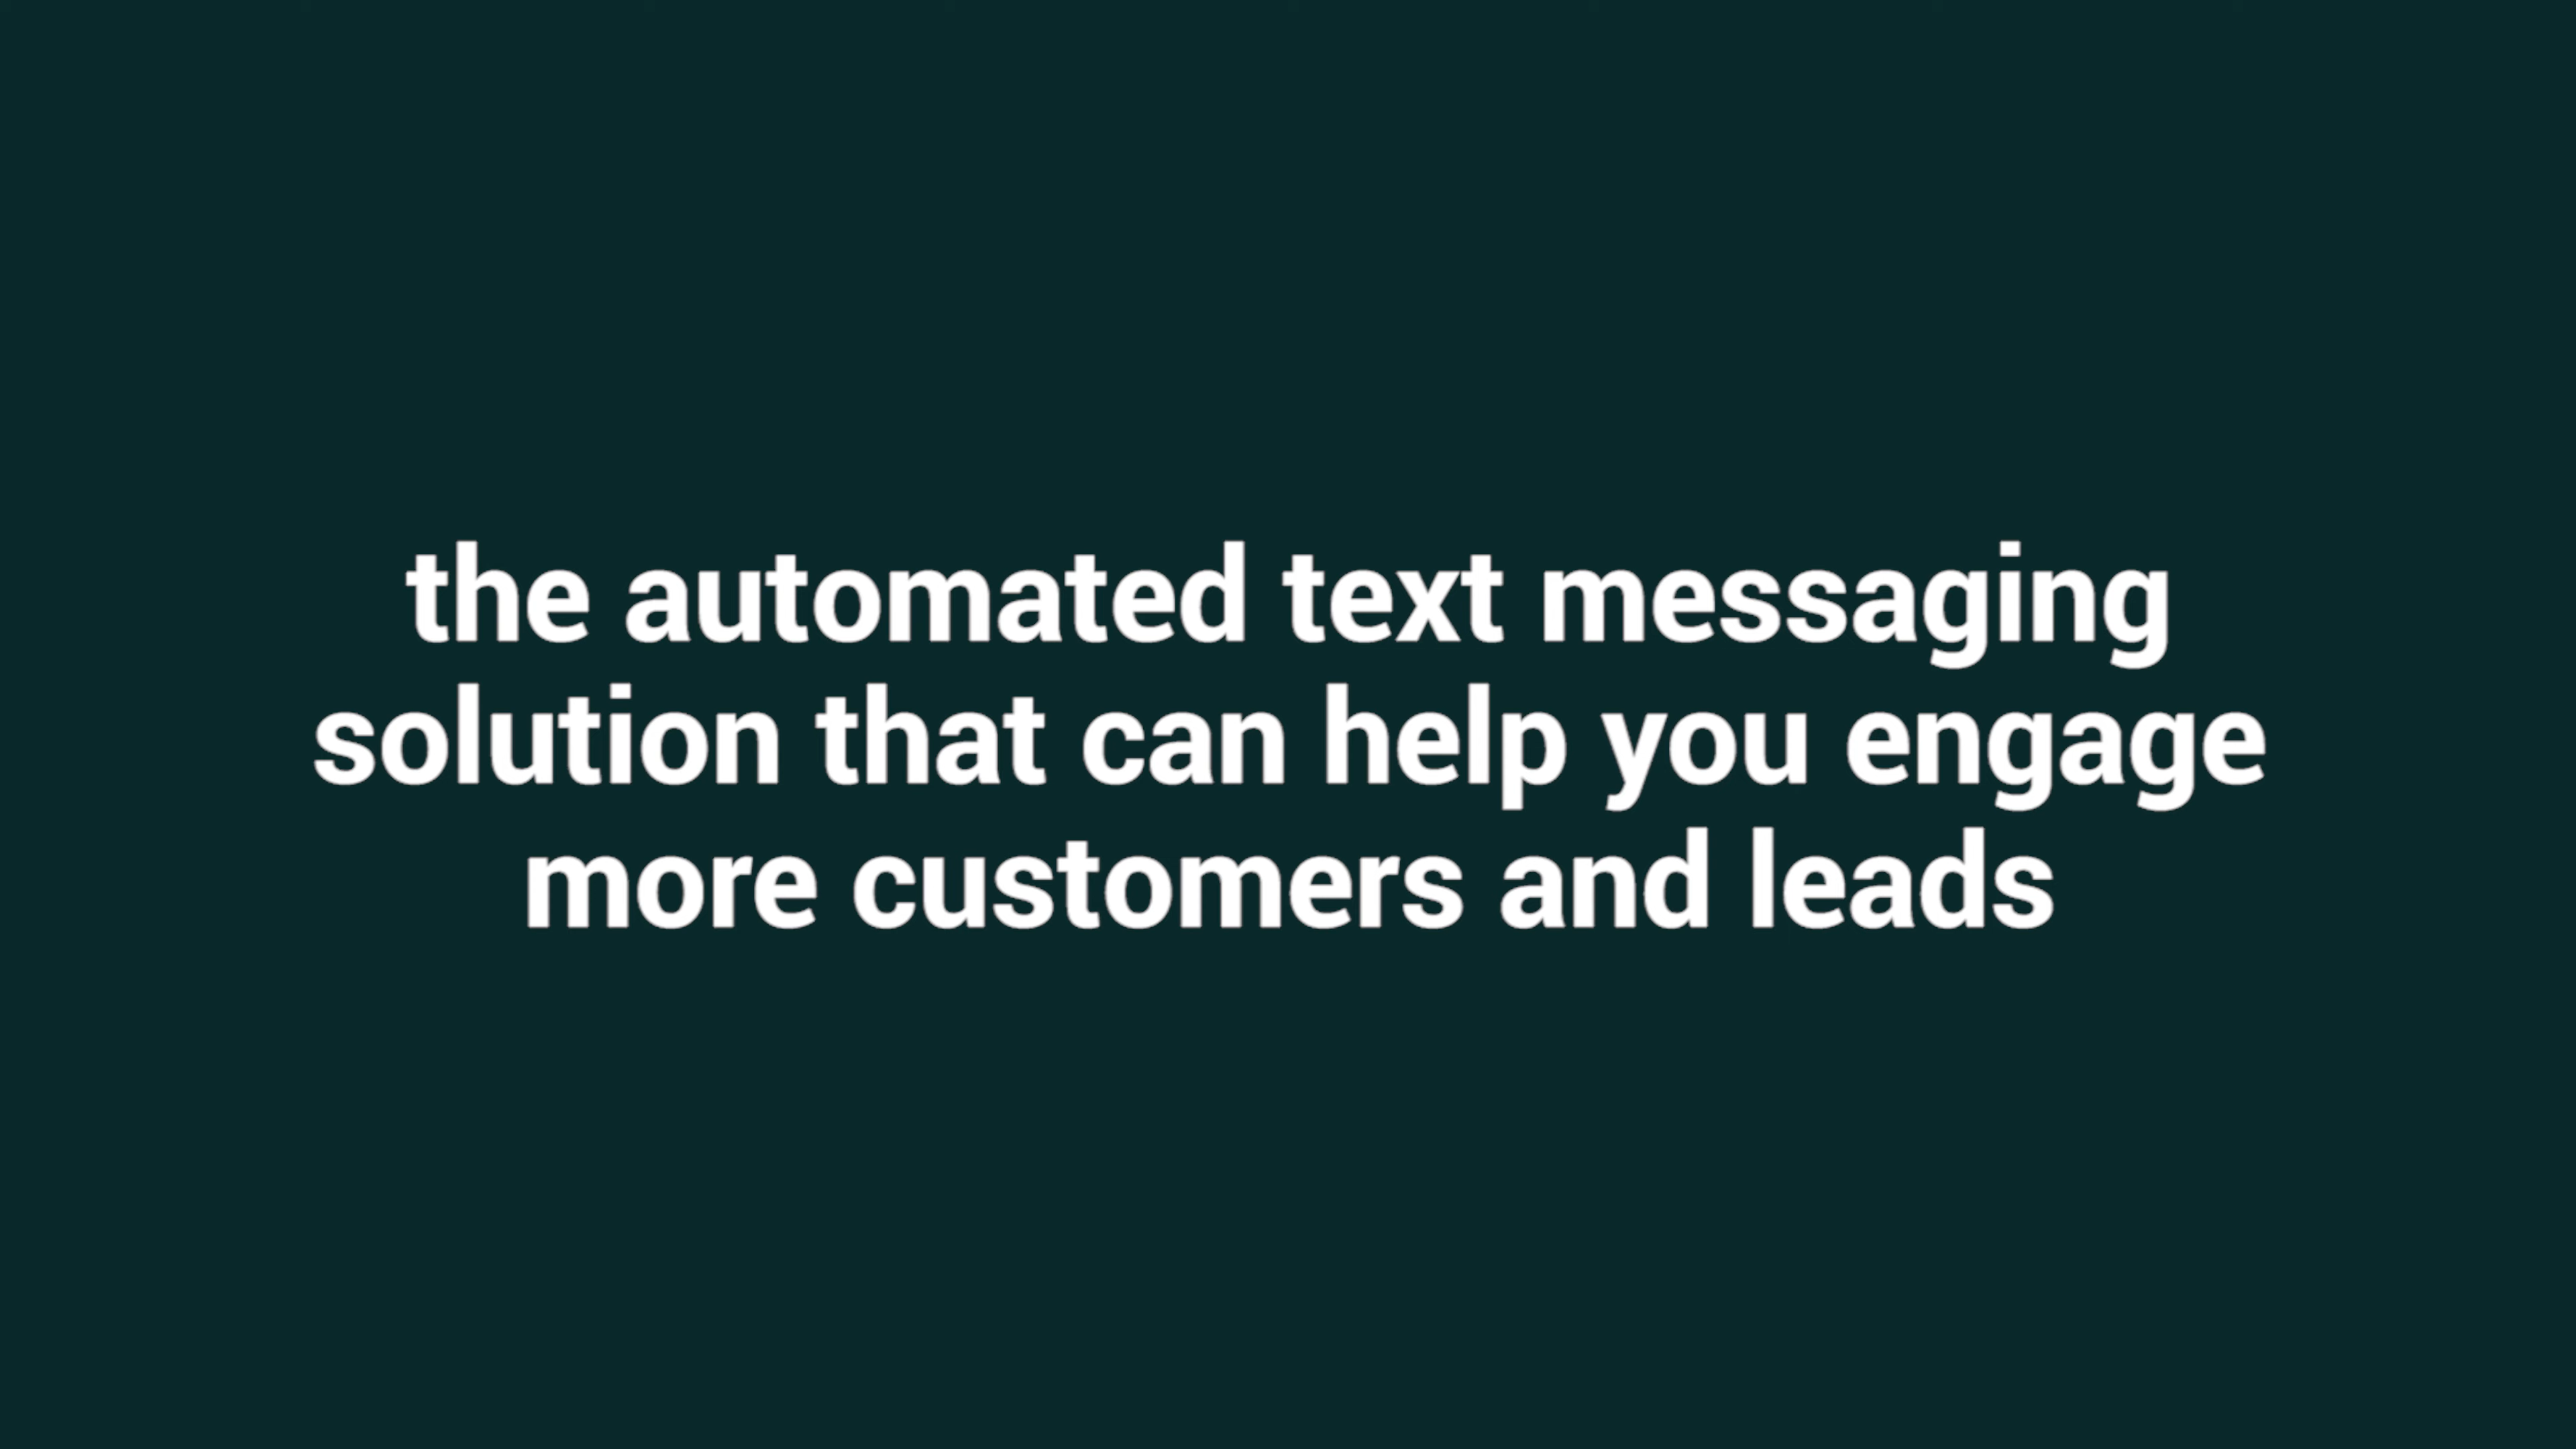 the automated text messaging
solution that can help you engage
more customers and leads